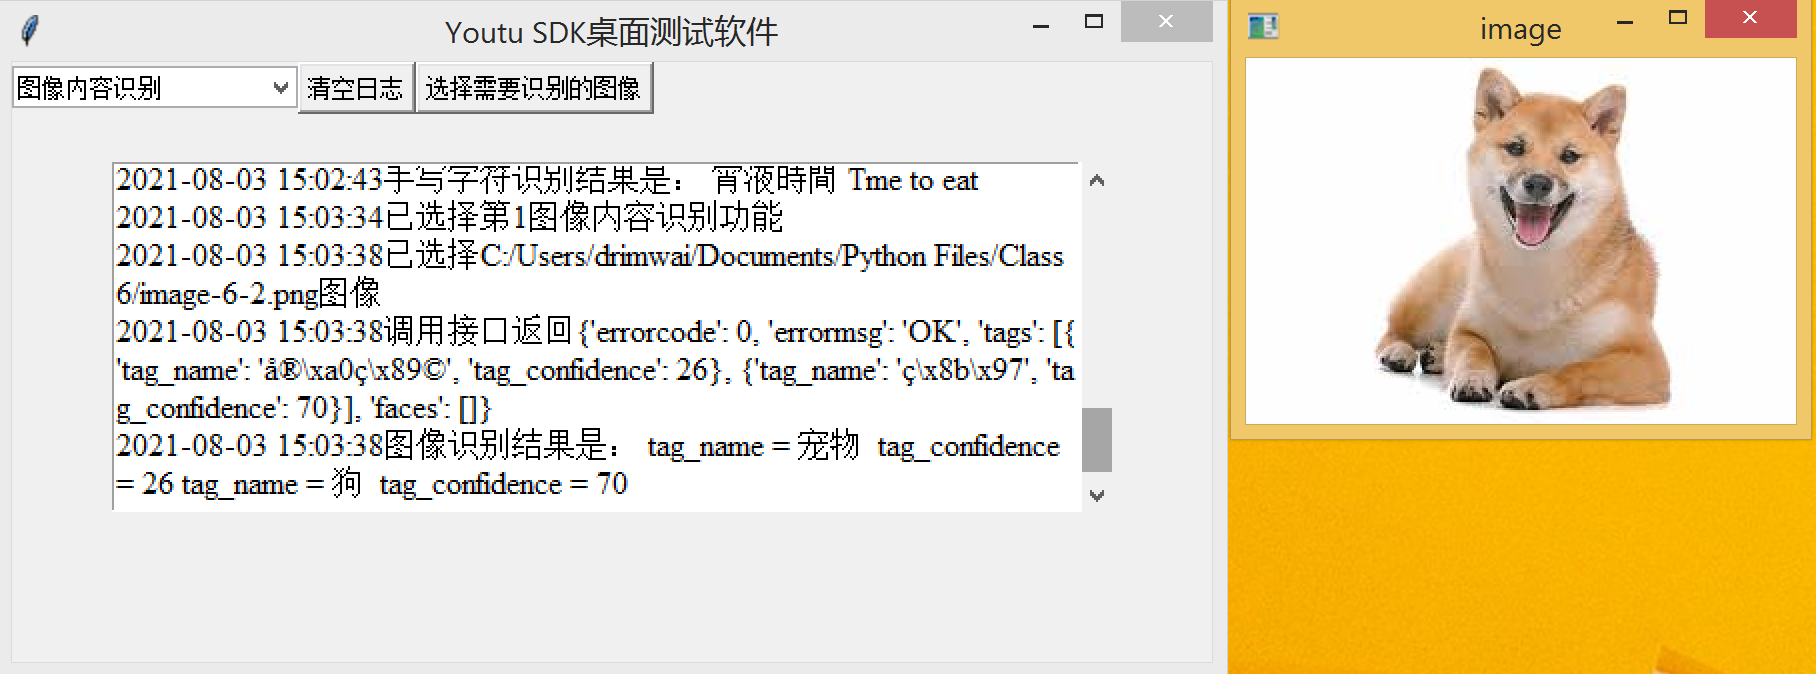 Youtu SDK桌面测试软件
image
图像内容识别
清空日志
选择需要识别的图像
2021-08-03 15:02:43手写字符识别结果是： 宵液時間 Tme to eat
2021-08-03 15:03:34已选择第1图像内容识别功能
2021-08-03 15:03:38已选择C:/Users/drimwai/Documents/Python Files/Class
6/image-6-2.png图像
2021-08-03 15:03:38调用接口返回{'errorcode': 0, 'errormsg': 'OK', 'tags': [{
'tag_name': 'å®\xa0ç\x89©', 'tag_confidence': 26}, {'tag_name': 'ç\x8b\x97', 'ta
g_confidence': 70}], 'faces': []}
2021-08-03 15:03:38图像识别结果是： tag_name = 宠物  tag_confidence
= 26 tag_name = 狗  tag_confidence = 70